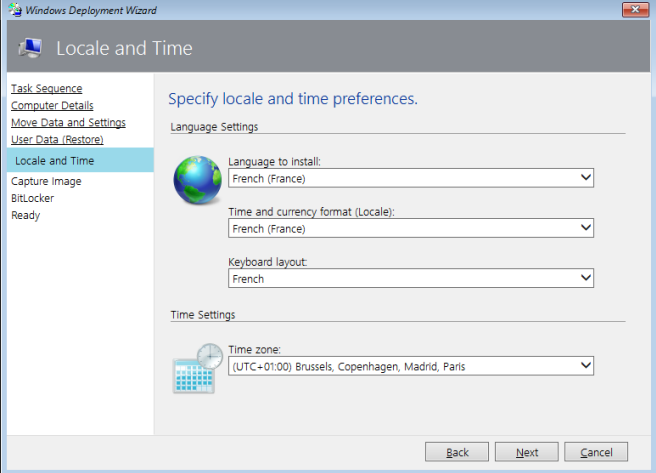 Windows Deployment Wizard
Locale and Time
Task Sequence
Computer Details
Move Data and Settings
User Data (Restore)
Locale and Time
Capture Image
BitLocker
Ready
Specify locale and time preferences.
Language Settings
Language to install:
French (France)
Time and currency format (Locale):
French (France)
Keyboard layout:
French
Time Settings
Time zone:
(UTC+01:00) Brussels, Copenhagen, Madrid, Paris
Back Next Cancel